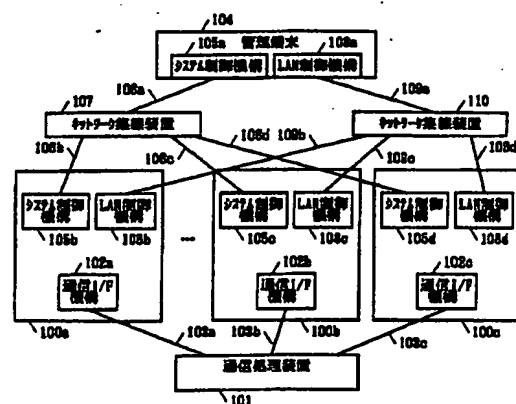 104
105a
管理端末
108a
システム制御機構
LAN制御機構
106a
109a
107
110
ネットワーク集線装置
ネットワーク集線装置
106b
106c
106d
109b
109c
109d
システム制御機構
LAN制御機構
システム制御機構
LAN制御機構
システム制御機構
LAN制御機構
105b
108b
...
105c
108c
105d
108d
102a
102b
102c
通信I/F機構
通信I/F機構
通信I/F機構
100a
103a
103b
100b
103c
100c
通信処理装置
101